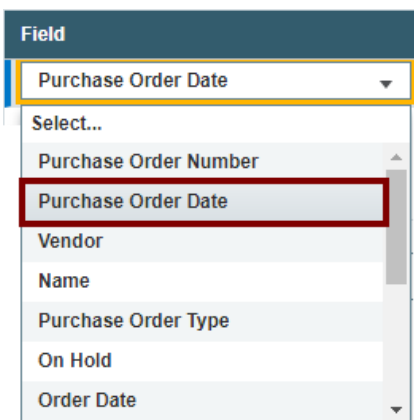 Field
Purchase Order Date
Select...
Purchase Order Number
Purchase Order Date
Vendor
Name
Purchase Order Type
On Hold
Order Date